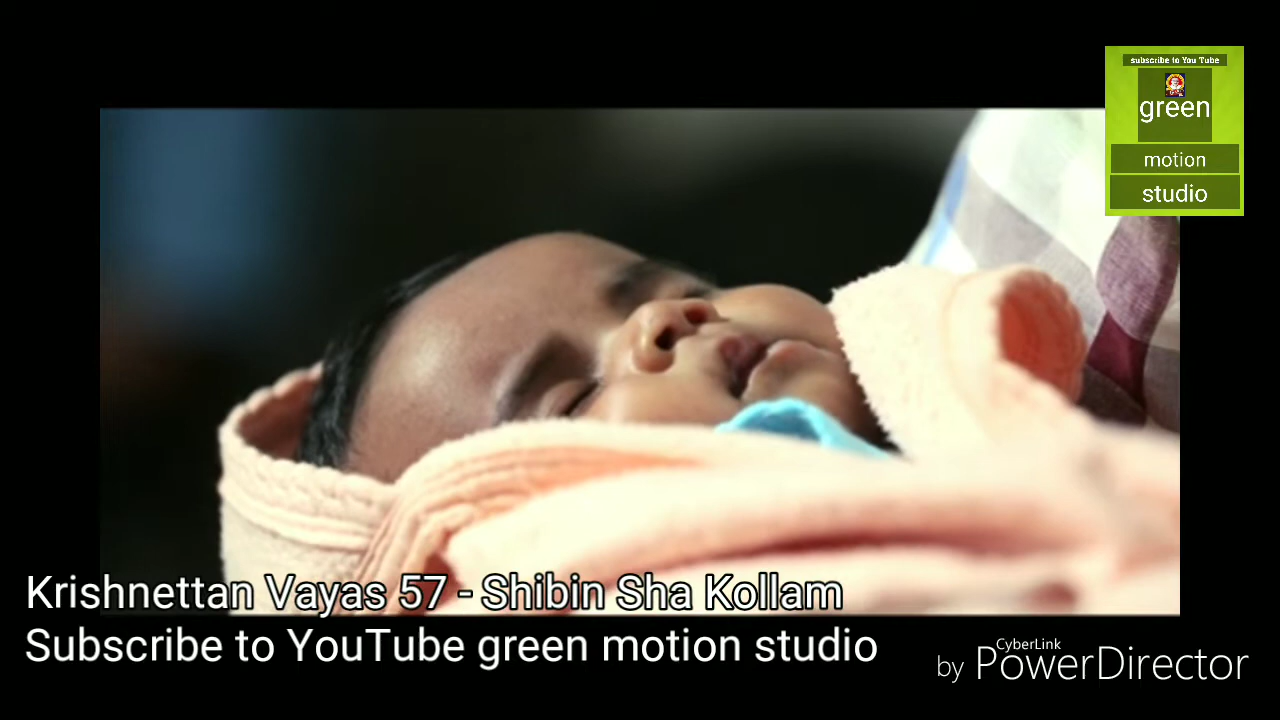 subscribe to You Tube
green
motion
studio
Krishnettan Vayas 57 - Shibin Sha Kollam
Subscribe to YouTube green motion studio
CyberLink
by PowerDirector